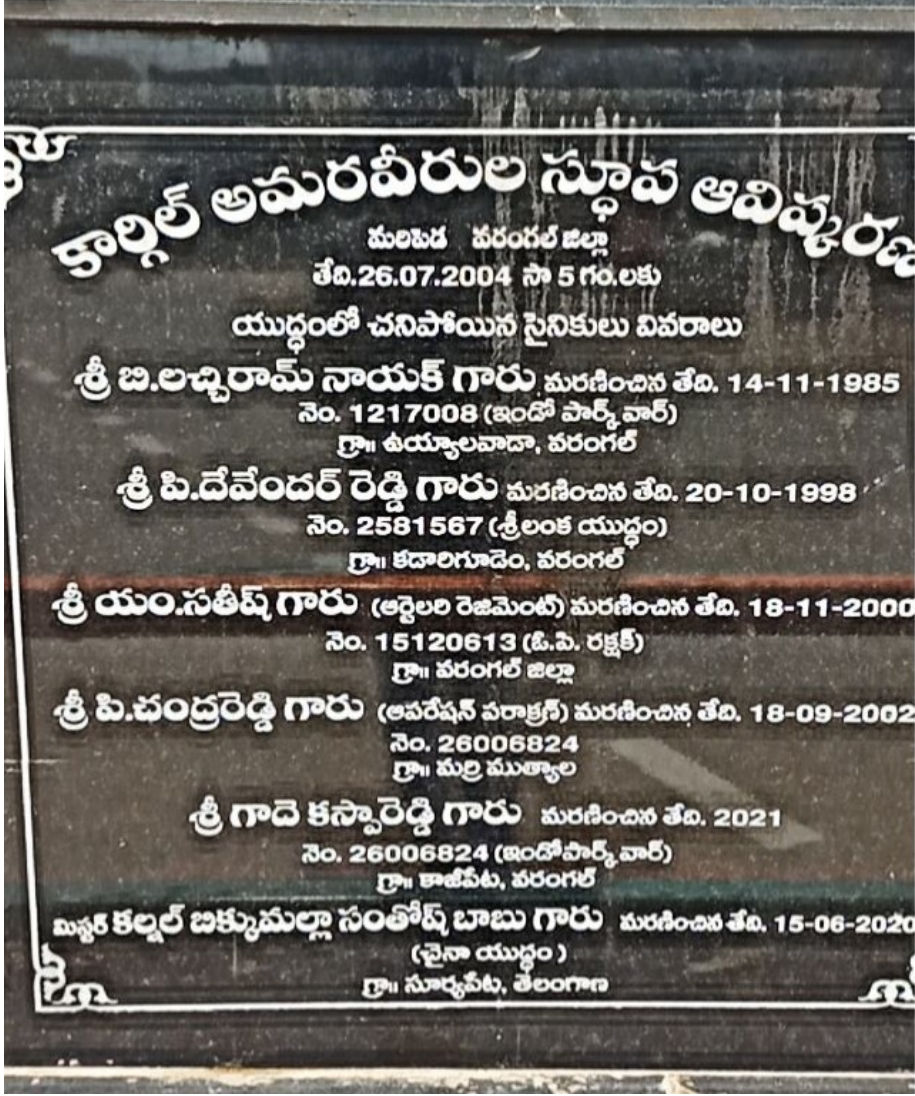 కార్గిల్ అమరవీరుల స్థూప ఆవిష్కరణ
మరిపెడ వరంగల్ జిల్లా
తేది.26.07.2004 సా 5 గం.లకు
యుద్ధంలో చనిపోయిన సైనికులు వివరాలు
శ్రీ బి.లచ్చిరామ్ నాయక్ గారు మరణించిన తేది. 14-11-1985
నెం. 1217008 (ఇండో పార్క్ వార్)
గ్రా॥ ఉయ్యాలవాడా, వరంగల్
శ్రీ పి.దేవేందర్ రెడ్డి గారు మరణించిన తేది. 20-10-1998
నెం. 2581567 (శ్రీలంక యుద్ధం)
గ్రా॥ కదారిగూడెం, వరంగల్
శ్రీ యం.సతీష్ గారు (ఆర్టైలరి రెజిమెంట్) మరణించిన తేది. 18-11-2000
నెం. 15120613 (ఓ.పి. రక్షక్)
గ్రా॥ వరంగల్ జిల్లా
శ్రీ పి.చంద్రరెడ్డి గారు (ఆపరేషన్ పరాక్రణ్) మరణించిన తేది. 18-09-2002
నెం. 26006824
గ్రా॥ మర్రి ముత్యాల
శ్రీ గాదె కస్పారెడ్డి గారు మరణించిన తేది. 2021
నెం. 26006824 (ఇండోపార్క్ వార్)
గ్రా॥ కాజీపేట, వరంగల్
మిస్టర్ కల్నల్ బిక్కుమల్లా సంతోష్ బాబు గారు మరణించిన తేది. 15-06-2020
(చైనా యుద్ధం )
గ్రా॥ సూర్యపేట, తెలంగాణ